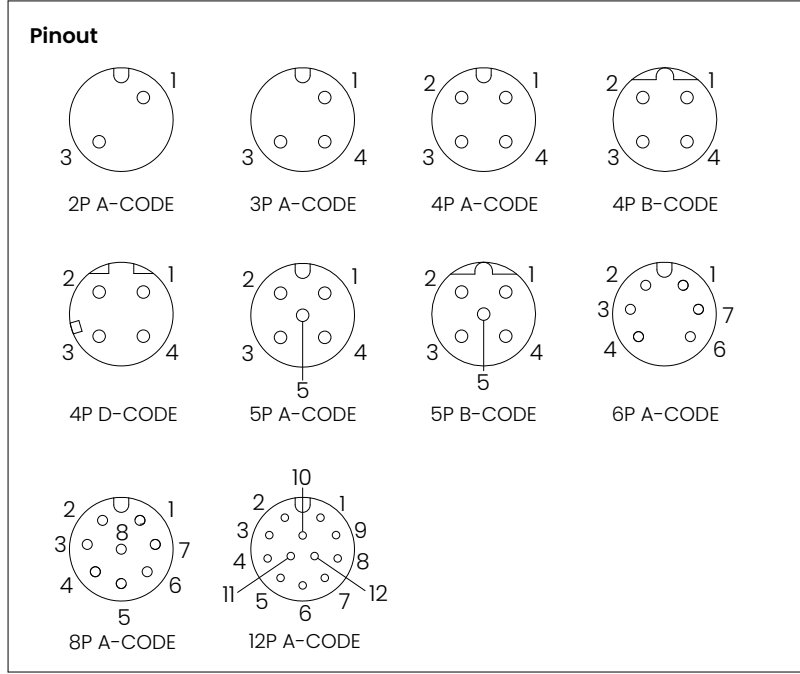 Pinout
1
3
2P A-CODE
1
3 4
3P A-CODE
2 1
3 4
4P A-CODE
2 1
3 4
4P B-CODE
2 1
3 4
4P D-CODE
2 1
3 4
5
5P A-CODE
2 1
3 4
5
5P B-CODE
2 1
3 7
4 6
6P A-CODE
2 1
8
3 7
4 6
5
8P A-CODE
10
2 1
3 9
4 8
11 12
5 7
6
12P A-CODE